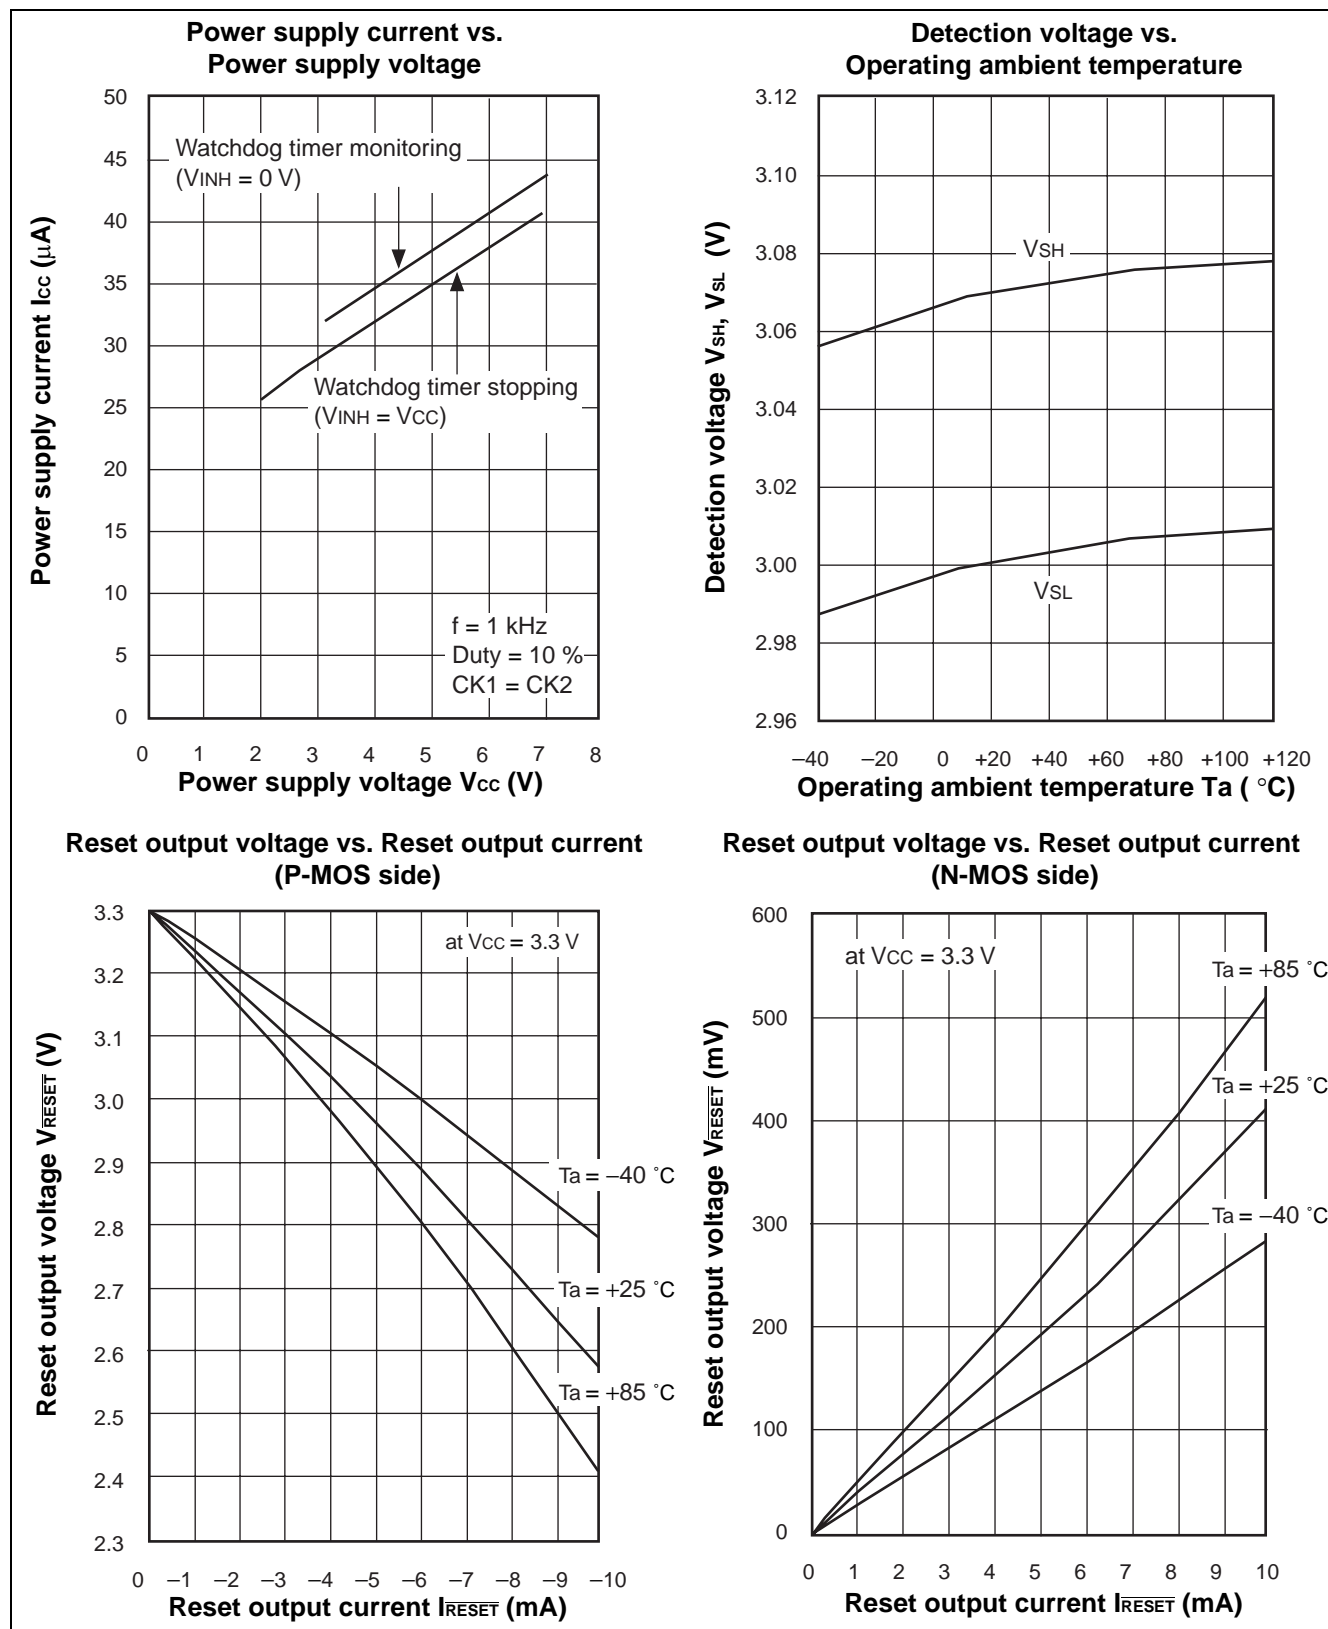 Power supply current vs.
Power supply voltage
50
45
40
35
30
25
20
15
10
5
0
Power supply current ICC (μA)
Watchdog timer monitoring
(VINH = 0 V)
Watchdog timer stopping
(VINH = VCC)
f = 1 kHz
Duty = 10 %
CK1 = CK2
0 1 2 3 4 5 6 7 8
Power supply voltage VCC (V)
Detection voltage vs.
Operating ambient temperature
3.12
3.10
3.08
3.06
3.04
3.02
3.00
2.98
2.96
Detection voltage VSH, VSL (V)
VSH
VSL
–40 –20 0 +20 +40 +60 +80 +100 +120
Operating ambient temperature Ta ( °C)
Reset output voltage vs. Reset output current
(P-MOS side)
3.3
3.2
3.1
3.0
2.9
2.8
2.7
2.6
2.5
2.4
2.3
Reset output voltage VRESET (V)
at VCC = 3.3 V
Ta = –40 ˚C
Ta = +25 ˚C
Ta = +85 ˚C
0 –1 –2 –3 –4 –5 –6 –7 –8 –9 –10
Reset output current IRESET (mA)
Reset output voltage vs. Reset output current
(N-MOS side)
600
500
400
300
200
100
0
Reset output voltage VRESET (mV)
at VCC = 3.3 V
Ta = +85 ˚C
Ta = +25 ˚C
Ta = –40 ˚C
0 1 2 3 4 5 6 7 8 9 10
Reset output current IRESET (mA)